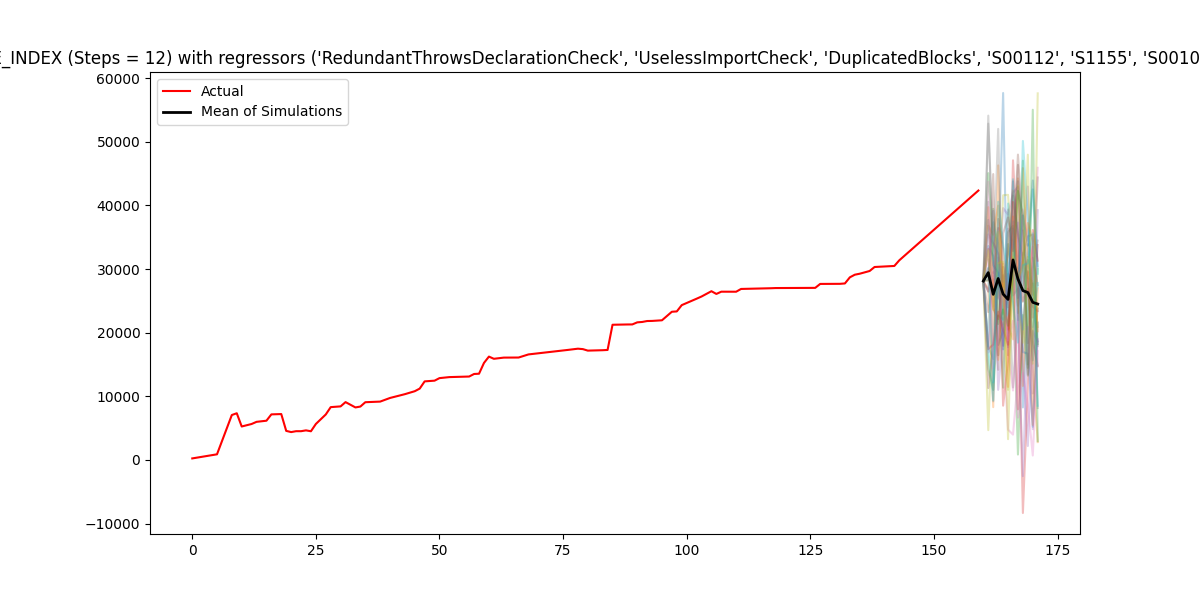 _INDEX (Steps = 12) with regressors ('RedundantThrowsDeclarationCheck', 'UselessImportCheck', 'DuplicatedBlocks', 'S00112', 'S1155', 'S0010
60000
Actual
Mean of Simulations
50000
40000
30000
20000
10000
0
−10000
0 25 50 75 100 125 150 175